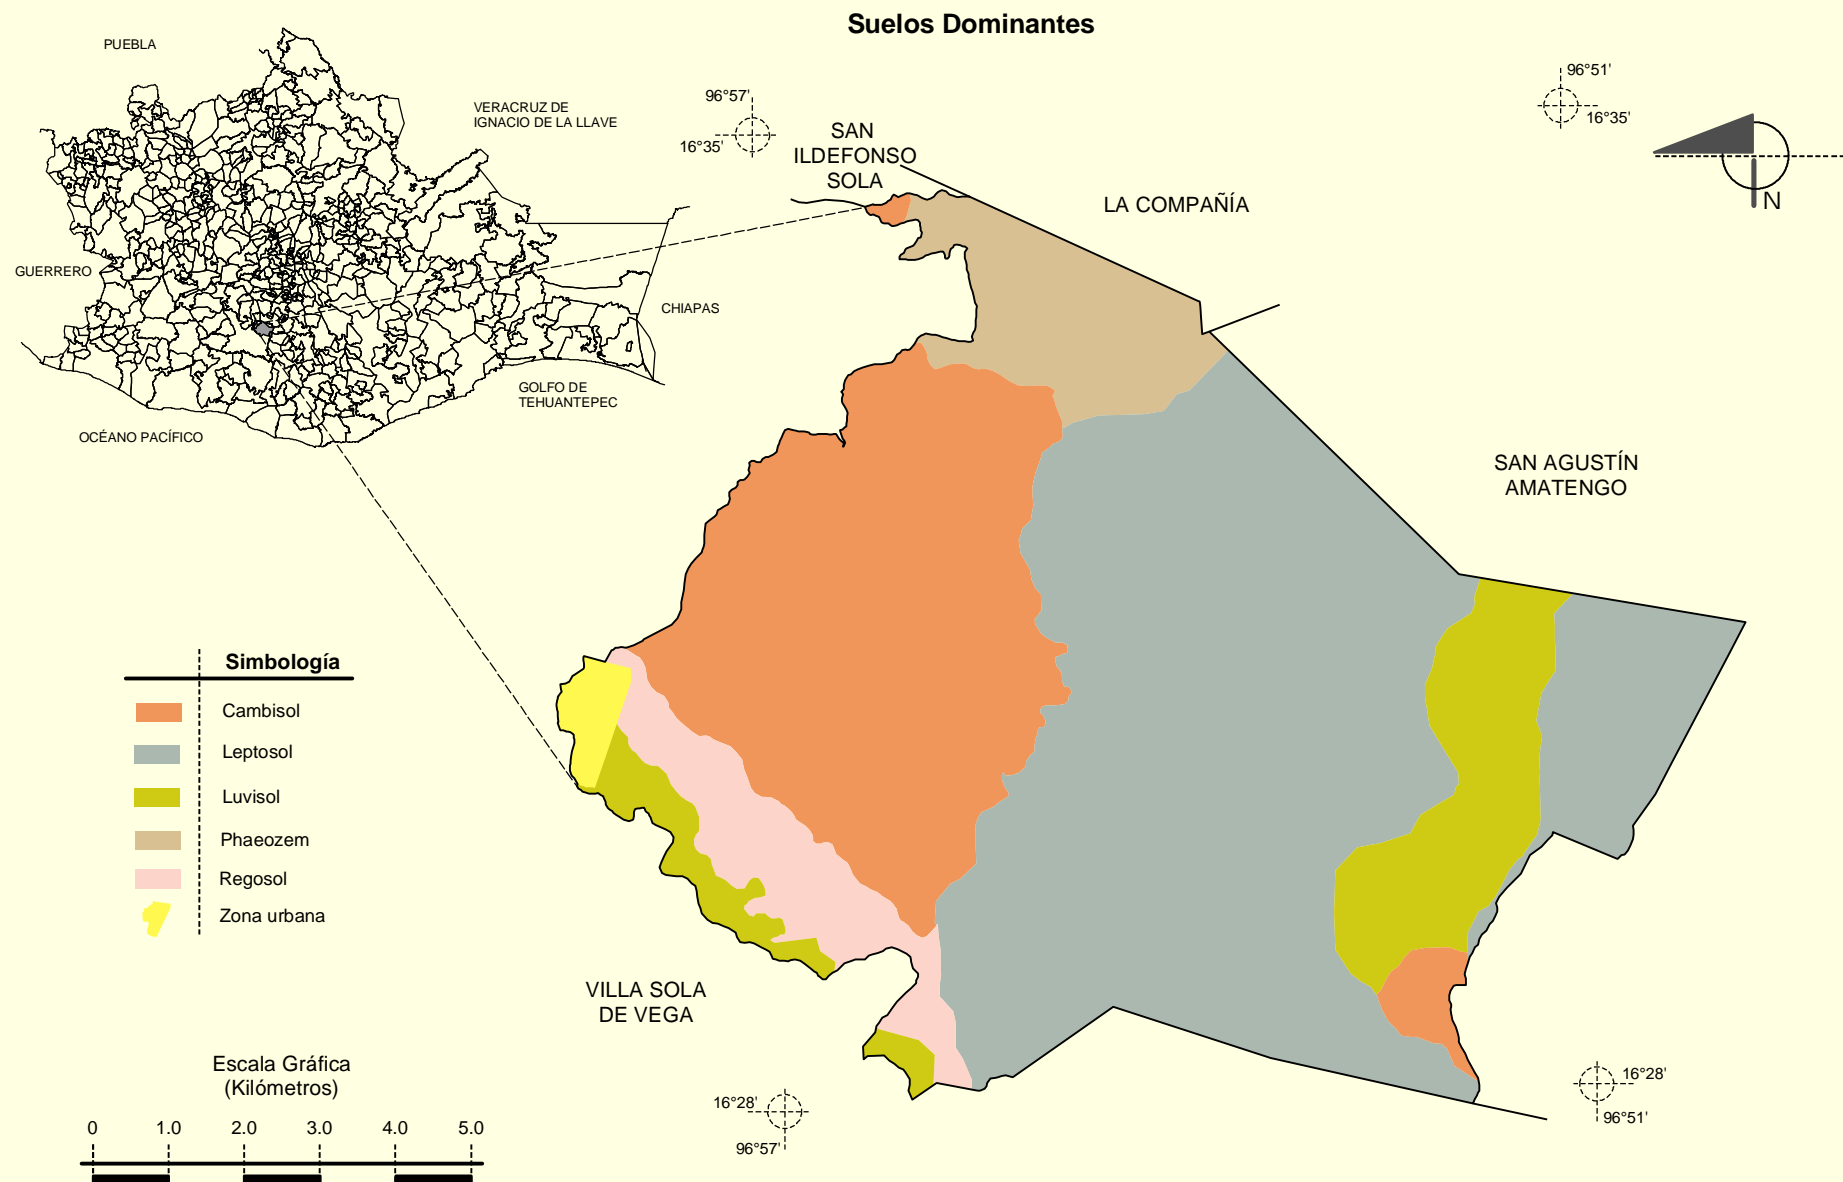 Suelos Dominantes
PUEBLA
VERACRUZ DE
IGNACIO DE LA LLAVE
GUERRERO
CHIAPAS
GOLFO DE
TEHUANTEPEC
OCÉANO PACÍFICO
96°57'
16°35'
96°51'
16°35'
N
SAN
ILDEFONSO
SOLA
LA COMPAÑÍA
SAN AGUSTÍN
AMATENGO
VILLA SOLA
DE VEGA
16°28'
96°57'
16°28'
96°51'
Simbología
Cambisol
Leptosol
Luvisol
Phaeozem
Regosol
Zona urbana
Escala Gráfica
(Kilómetros)
0 1.0 2.0 3.0 4.0 5.0